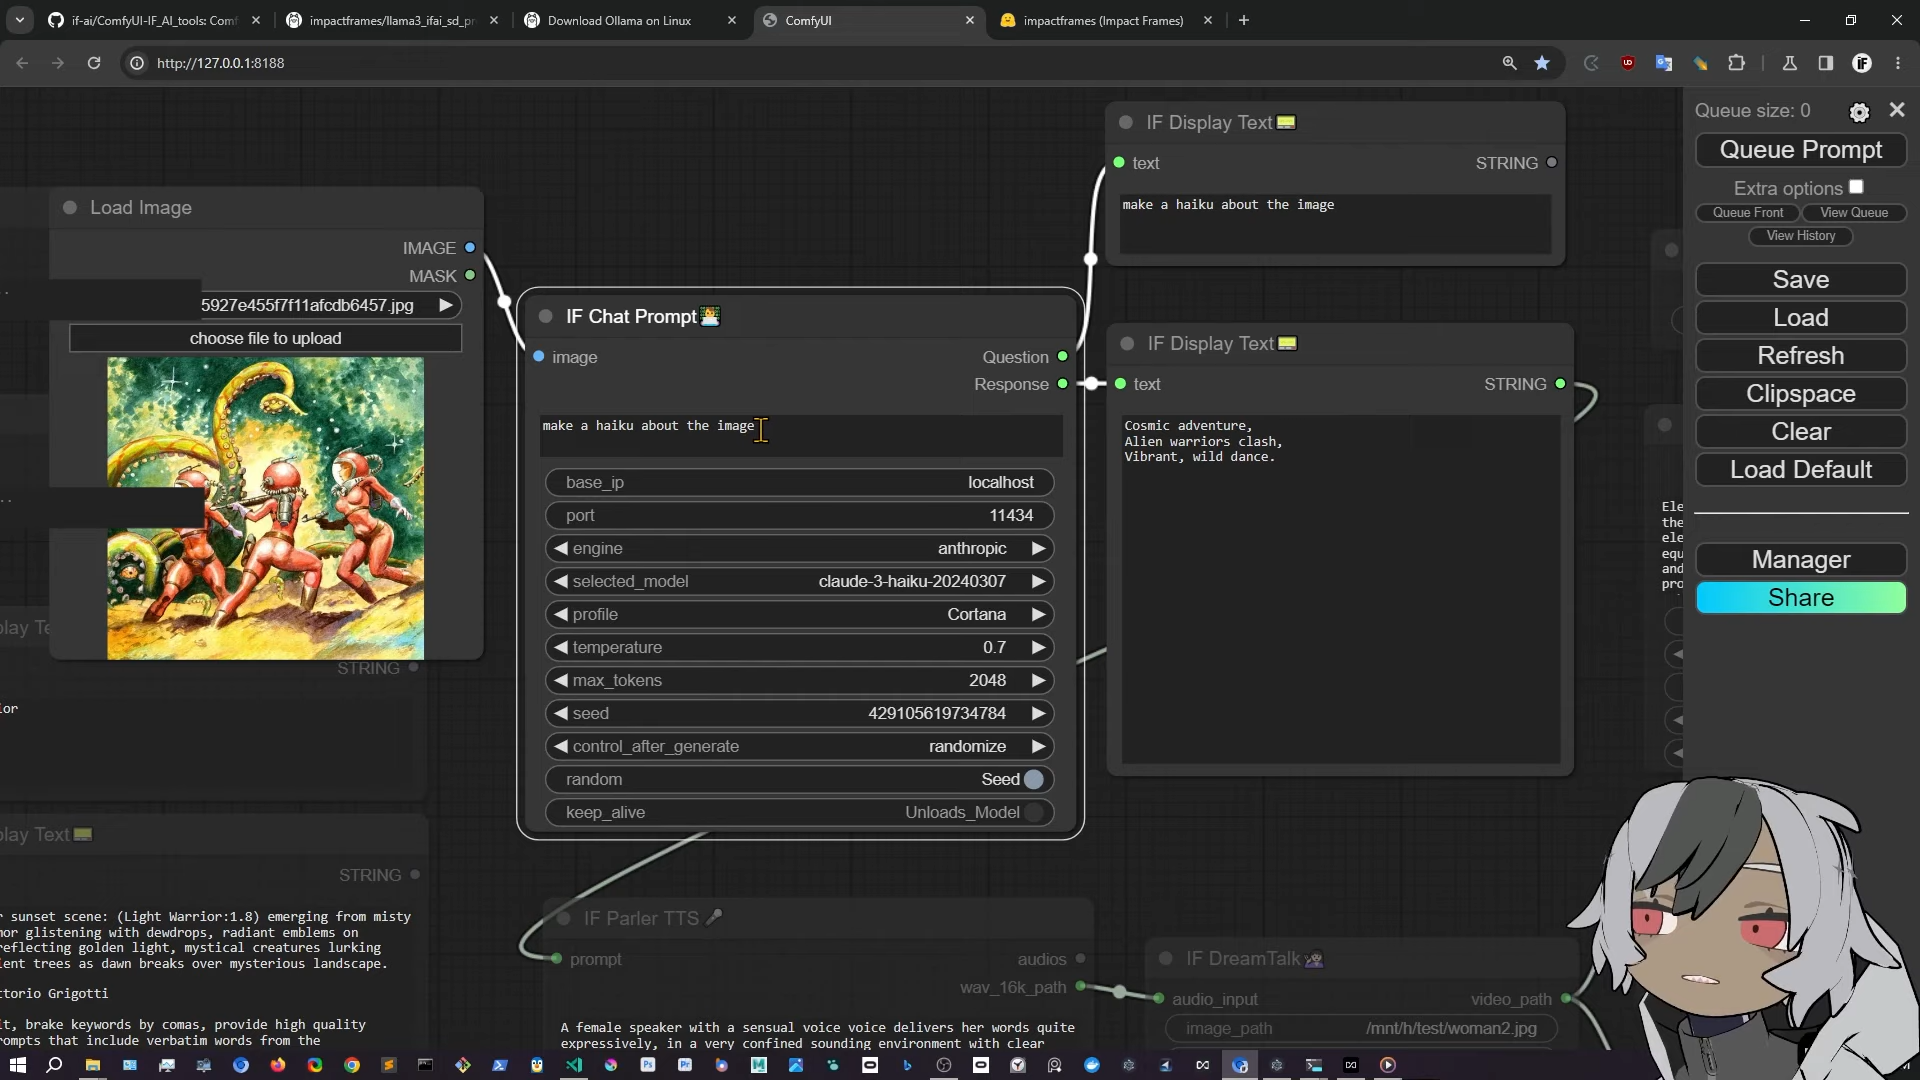 if-ai/ComfyUI-IF_AI_tools: Comf
impactframes/llama3_ifai_sd_pr
Download Ollama on Linux
ComfyUI
impactframes (Impact Frames)
http://127.0.0.1:8188
Load Image
IMAGE
MASK
5927e455f7f11afcdb6457.jpg
choose file to upload
STRING
STRING
r sunset scene: (Light Warrior:1.8) emerging from misty
mor glistening with dewdrops, radiant emblems on
reflecting golden light, mystical creatures lurking
ient trees as dawn breaks over mysterious landscape.
ttorio Grigotti
it, brake keywords by comas, provide high quality
rompts that include verbatim words from the
IF Chat Prompt
image
Question
Response
make a haiku about the image
base_ip localhost
port 11434
engine anthropic
selected_model claude-3-haiku-20240307
profile Cortana
temperature 0.7
max_tokens 2048
seed 429105619734784
control_after_generate randomize
random Seed
keep_alive Unloads_Model
IF Parler TTS
prompt
audios
wav_16k_path
A female speaker with a sensual voice voice delivers her words quite
expressively, in a very confined sounding environment with clear
IF Display Text
text STRING
make a haiku about the image
IF Display Text
text STRING
Cosmic adventure,
Alien warriors clash,
Vibrant, wild dance.
IF DreamTalk
audio_input video_path
image_path /mnt/h/test/woman2.jpg
Queue size: 0
Queue Prompt
Extra options
Queue Front View Queue
View History
Save
Load
Refresh
Clipspace
Clear
Load Default
Manager
Share